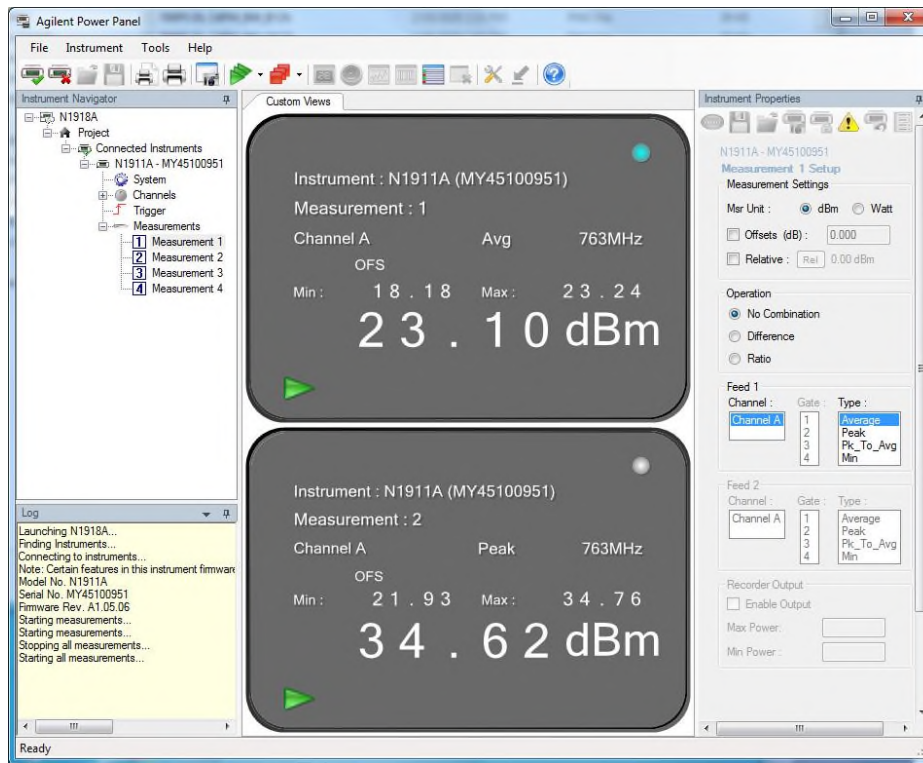 Agilent Power Panel
File Instrument Tools Help
Instrument Navigator
N1918A
Project
Connected Instruments
N1911A - MY45100951
System
Channels
Trigger
Measurements
1 Measurement 1
2 Measurement 2
3 Measurement 3
4 Measurement 4
Log
Launching N1918A...
Finding Instruments...
Connecting to instruments...
Note: Certain features in this instrument firmware
Model No. N1911A
Serial No. MY45100951
Firmware Rev. A1.05.06
Starting measurements...
Starting measurements...
Stopping all measurements...
Starting all measurements...
Custom Views
Instrument : N1911A (MY45100951)
Measurement : 1
Channel A Avg 763MHz
OFS
Min : 18.18 Max : 23.24
23.10 dBm
Instrument : N1911A (MY45100951)
Measurement : 2
Channel A Peak 763MHz
OFS
Min : 21.93 Max : 34.76
34.62 dBm
Instrument Properties
N1911A - MY45100951
Measurement 1 Setup
Measurement Settings
Msr Unit : dBm Watt
Offsets (dB) : 0.000
Relative : Rel 0.00 dBm
Operation
No Combination
Difference
Ratio
Feed 1
Channel : Gate : Type :
Channel A 1 Average
2 Peak
3 Pk_To_Avg
4 Min
Feed 2
Channel : Gate : Type :
Channel A 1 Average
2 Peak
3 Pk_To_Avg
4 Min
Recorder Output
Enable Output
Max Power:
Min Power :
Ready